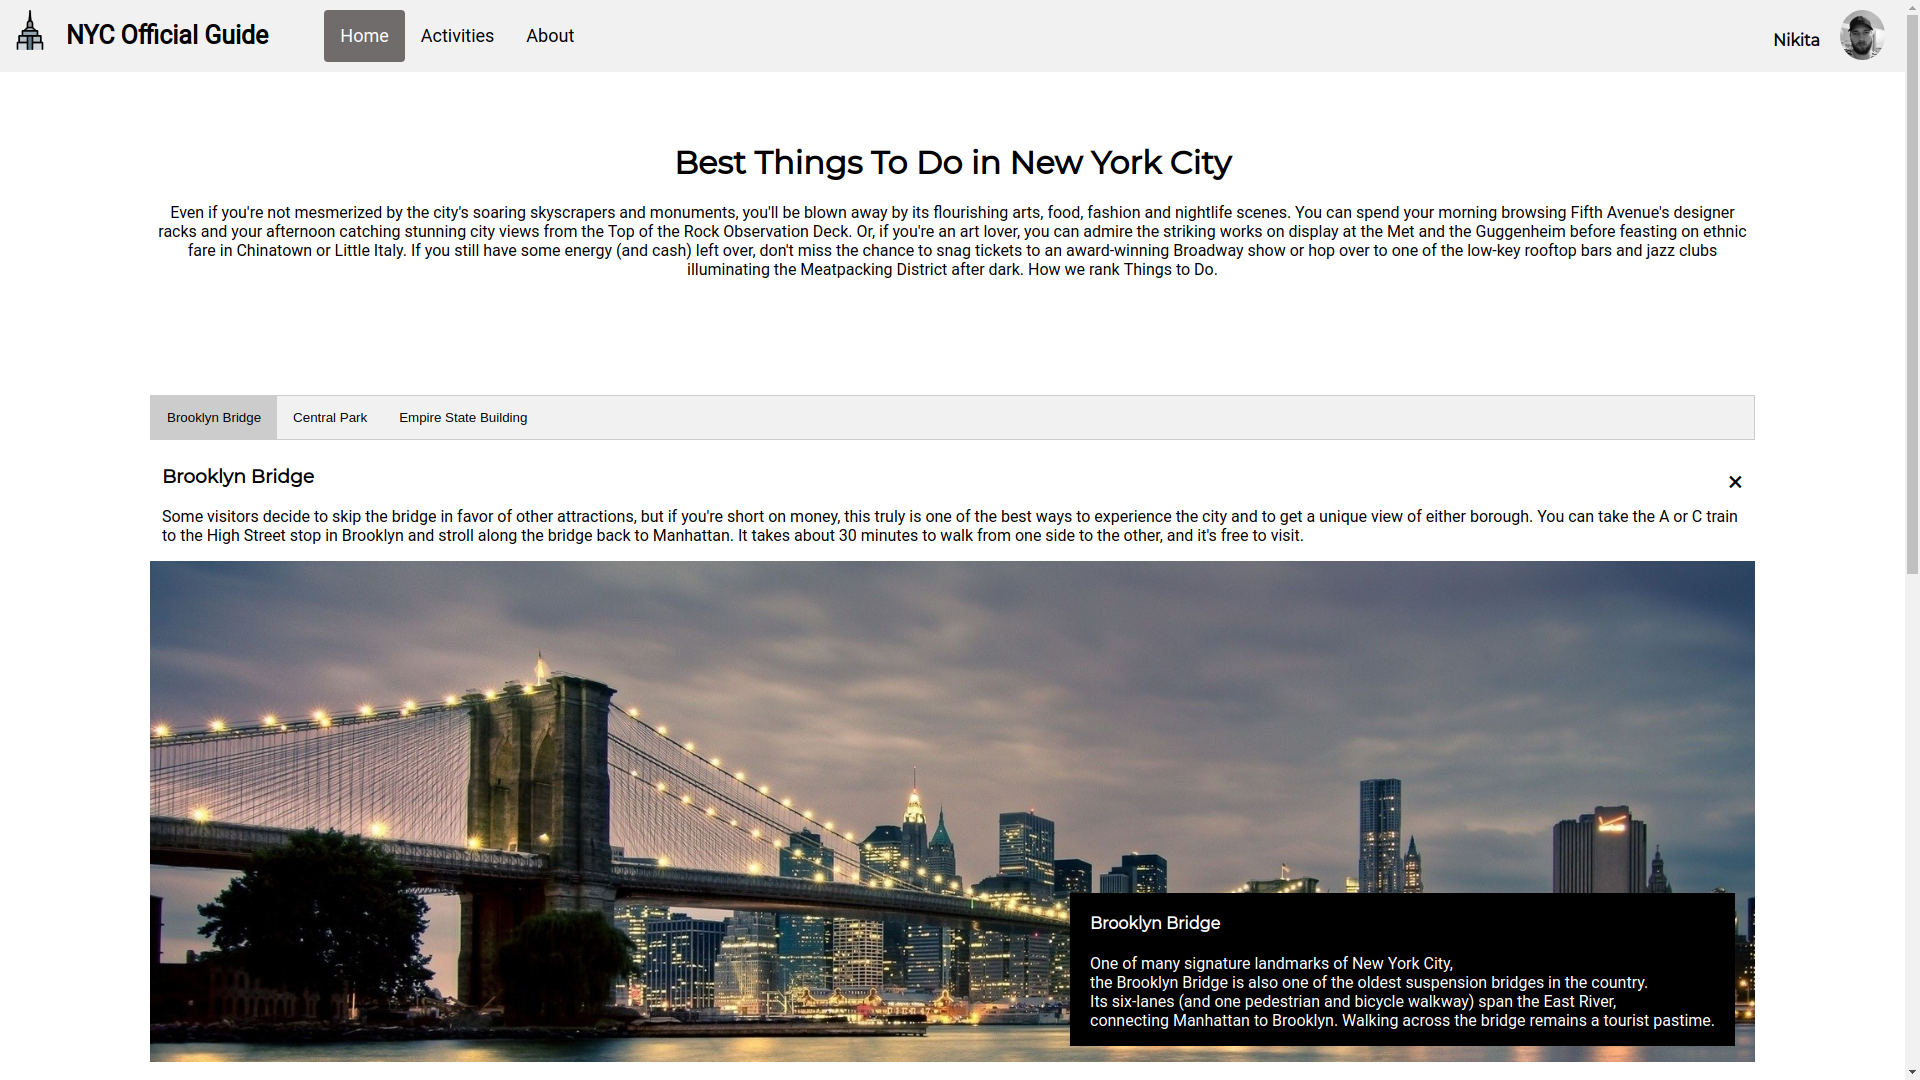 NYC Official Guide
Home
Activities
About
Nikita
Best Things To Do in New York City
Even if you're not mesmerized by the city's soaring skyscrapers and monuments, you'll be blown away by its flourishing arts, food, fashion and nightlife scenes. You can spend your morning browsing Fifth Avenue's designer
racks and your afternoon catching stunning city views from the Top of the Rock Observation Deck. Or, if you're an art lover, you can admire the striking works on display at the Met and the Guggenheim before feasting on ethnic
fare in Chinatown or Little Italy. If you still have some energy (and cash) left over, don't miss the chance to snag tickets to an award-winning Broadway show or hop over to one of the low-key rooftop bars and jazz clubs
illuminating the Meatpacking District after dark. How we rank Things to Do.
Brooklyn Bridge
Central Park
Empire State Building
Brooklyn Bridge
×
Some visitors decide to skip the bridge in favor of other attractions, but if you're short on money, this truly is one of the best ways to experience the city and to get a unique view of either borough. You can take the A or C train
to the High Street stop in Brooklyn and stroll along the bridge back to Manhattan. It takes about 30 minutes to walk from one side to the other, and it's free to visit.
Brooklyn Bridge
One of many signature landmarks of New York City,
the Brooklyn Bridge is also one of the oldest suspension bridges in the country.
Its six-lanes (and one pedestrian and bicycle walkway) span the East River,
connecting Manhattan to Brooklyn. Walking across the bridge remains a tourist pastime.